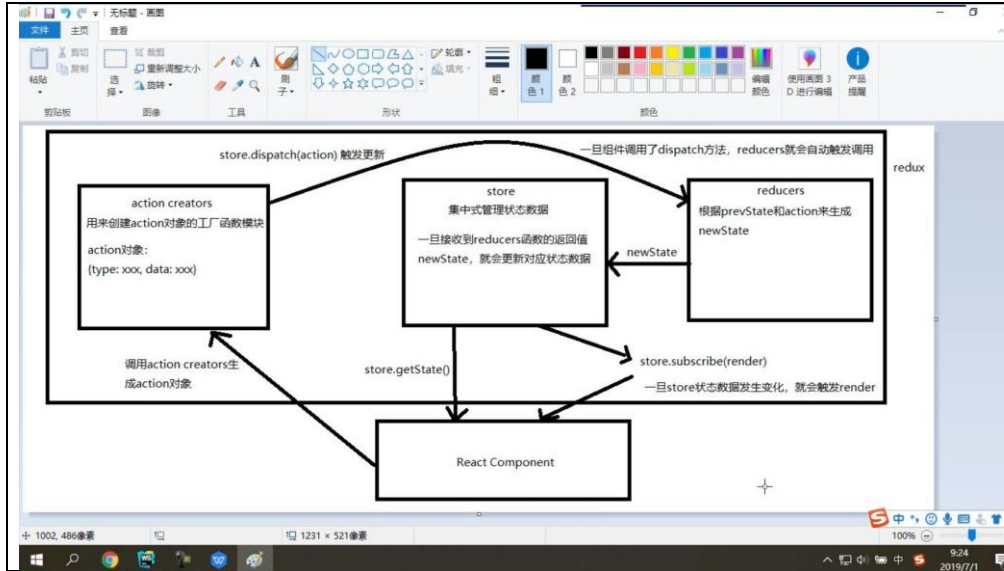 无标题 - 画图
文件 主页 查看
粘贴
剪切
复制
剪贴板
选择
裁剪
重新调整大小
旋转
图像
A
工具
刷子
轮廓
填充
形状
粗细
颜色 1
颜色 2
编辑颜色
颜色
使用画图 3D 进行编辑
产品提醒
redux
store.dispatch(action) 触发更新
一旦组件调用了dispatch方法，reducers就会自动触发调用
action creators
用来创建action对象的工厂函数模块
action对象：
{type: xxx, data: xxx}
store
集中式管理状态数据
一旦接收到reducers函数的返回值
newState，就会更新对应状态数据
newState
reducers
根据prevState和action来生成
newState
调用action creators生
成action对象
store.getState()
store.subscribe(render)
一旦store状态数据发生变化，就会触发render
React Component
1002, 486像素
1231 × 521像素
100%
中
中
9:24
2019/7/1